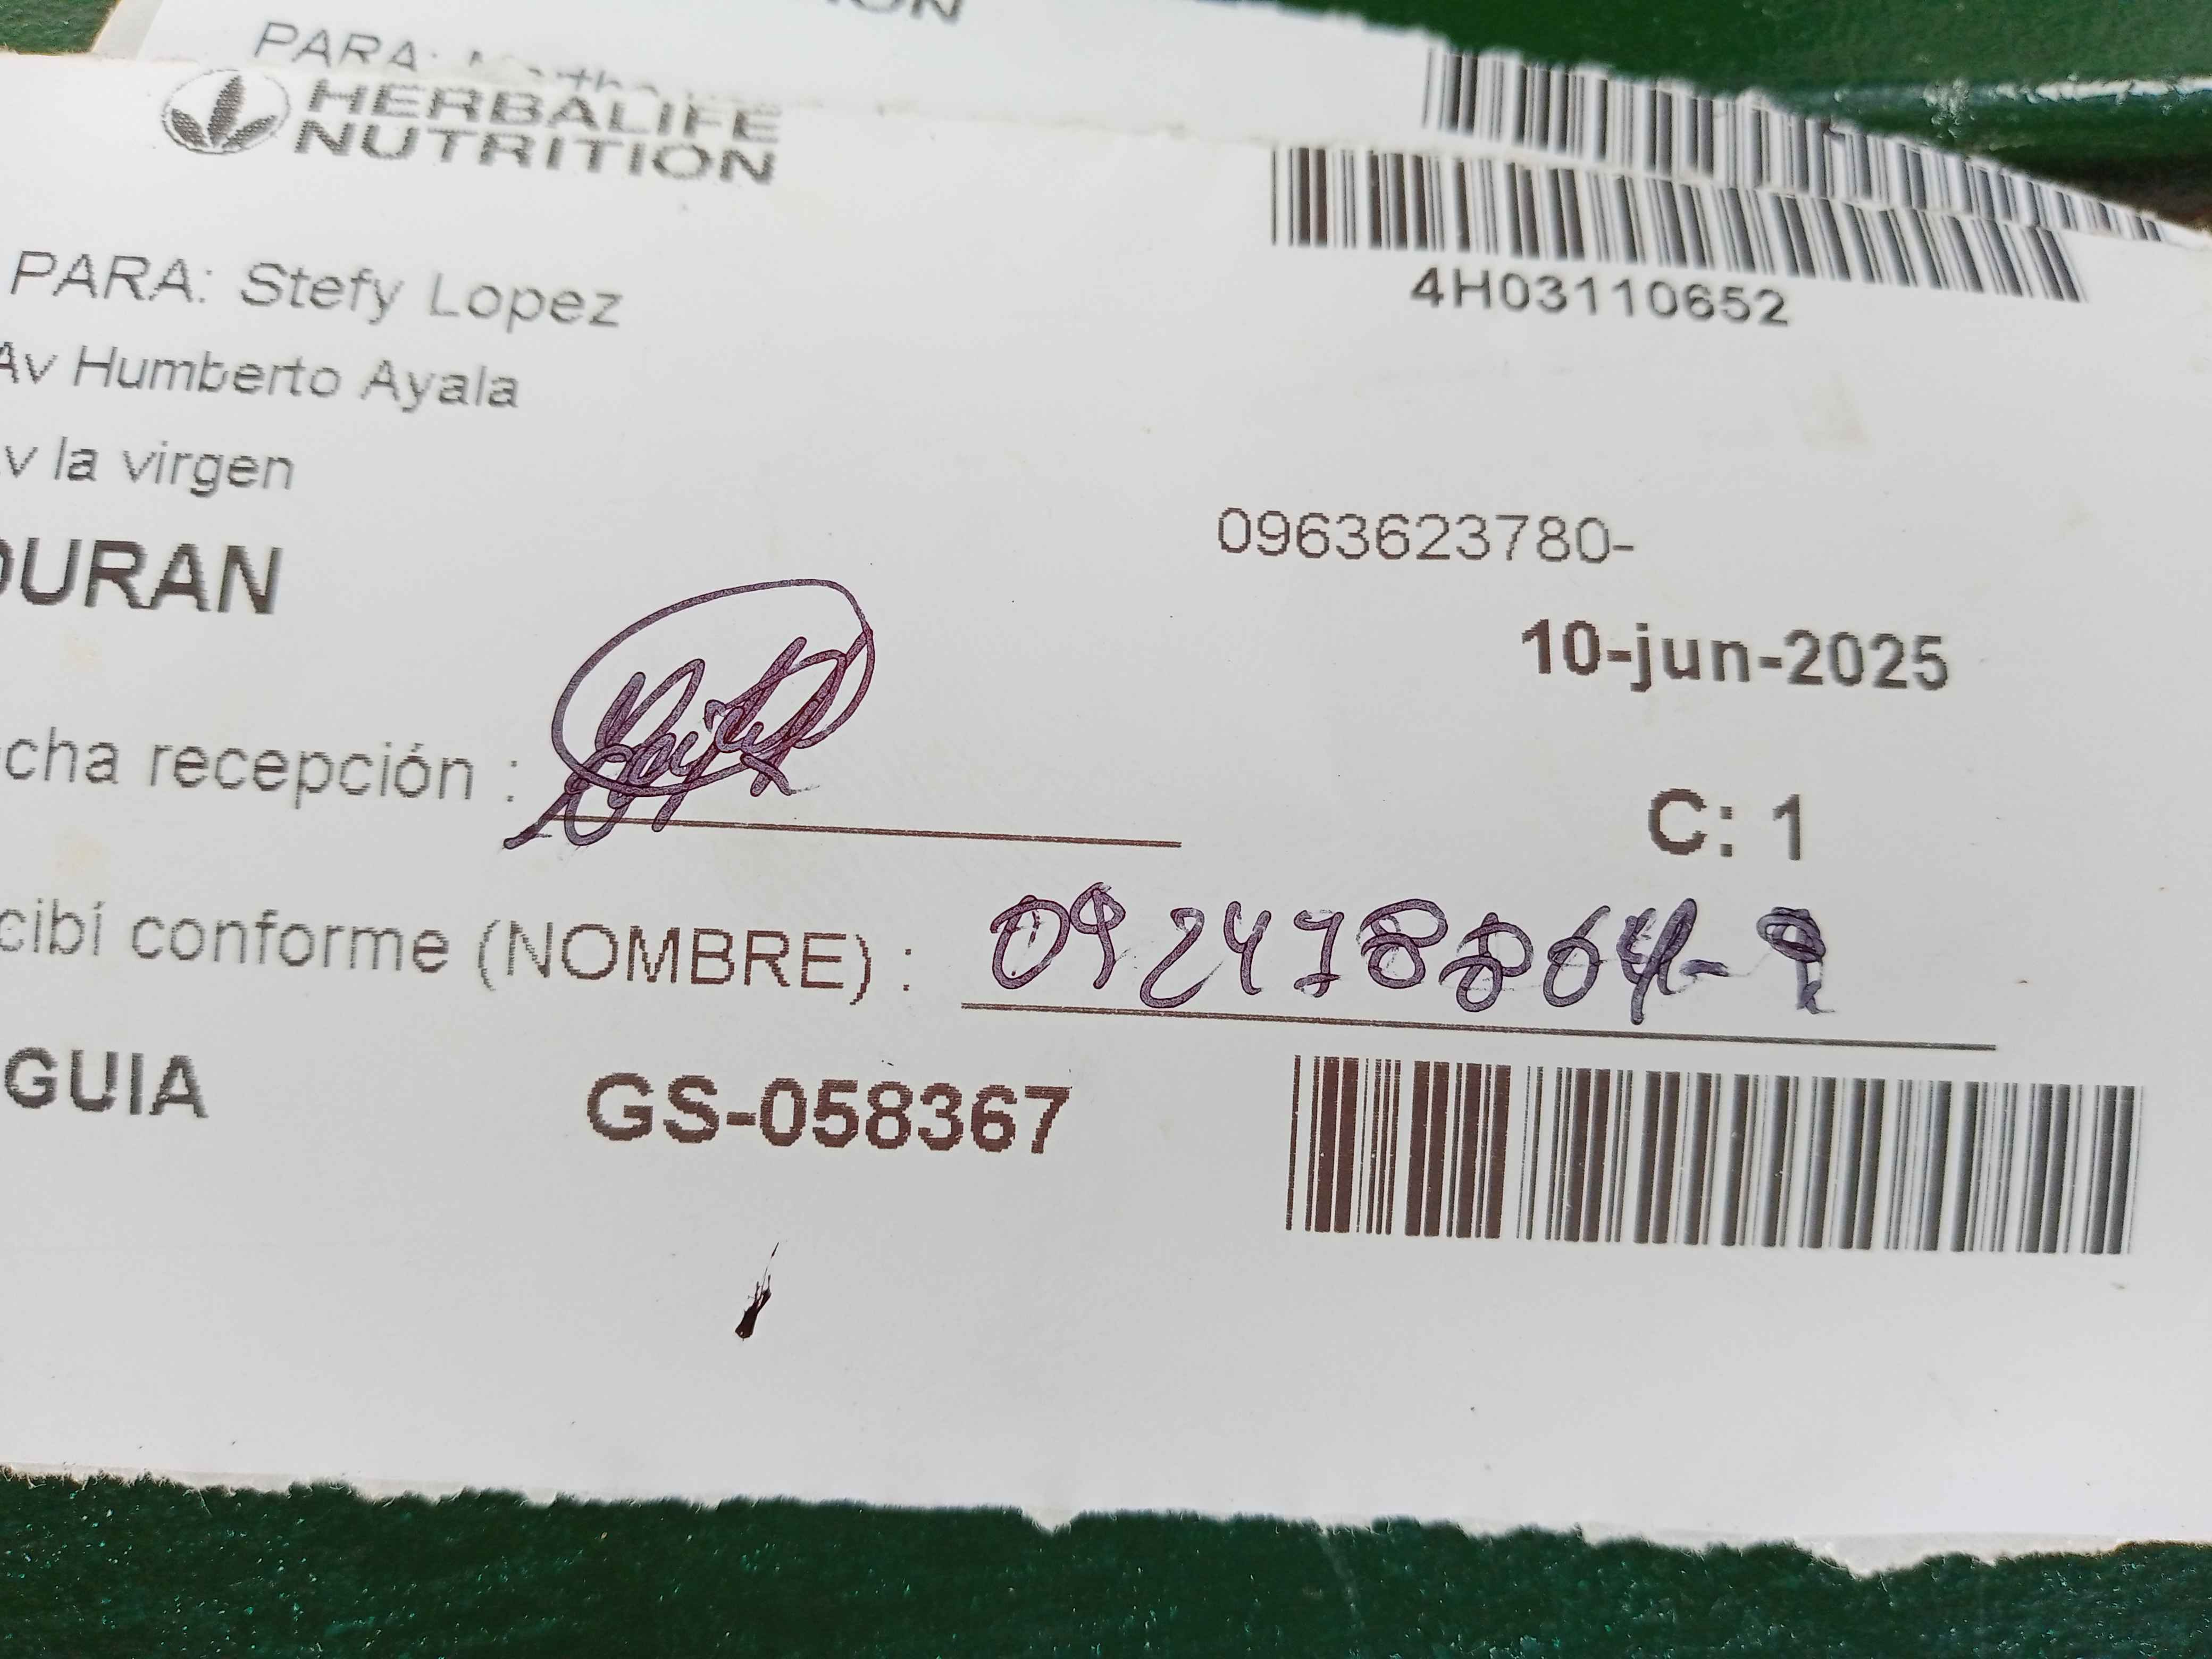 PARA:
HERBALIFE
NUTRITION
4H03110652
PARA: Stefy Lopez
Av Humberto Ayala
v la virgen
0963623780-
DURAN
10-jun-2025
cha recepción :
C: 1
cibí conforme (NOMBRE) :
GUIA GS-058367